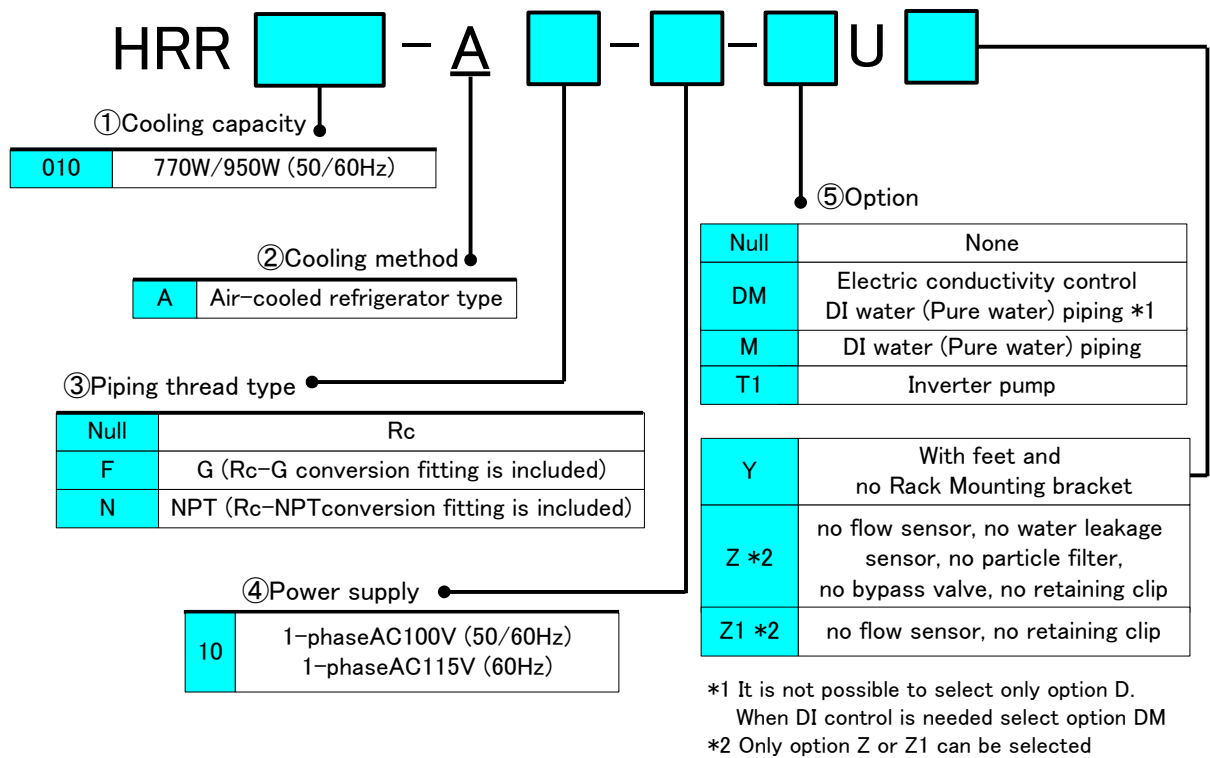 HRR - A - - U
①Cooling capacity
010 770W/950W (50/60Hz)
②Cooling method
A Air-cooled refrigerator type
③Piping thread type
Null Rc
F G (Rc-G conversion fitting is included)
N NPT (Rc-NPTconversion fitting is included)
④Power supply
10 1-phaseAC100V (50/60Hz)
1-phaseAC115V (60Hz)
⑤Option
Null None
DM Electric conductivity control
DI water (Pure water) piping *1
M DI water (Pure water) piping
T1 Inverter pump
Y With feet and
no Rack Mounting bracket
Z *2 no flow sensor, no water leakage
sensor, no particle filter,
no bypass valve, no retaining clip
Z1 *2 no flow sensor, no retaining clip
*1 It is not possible to select only option D.
When DI control is needed select option DM
*2 Only option Z or Z1 can be selected